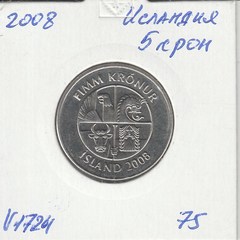 2008 Исландия
5 крон
FIMM KRÓNUR
ÍSLAND 2008
V1724 75